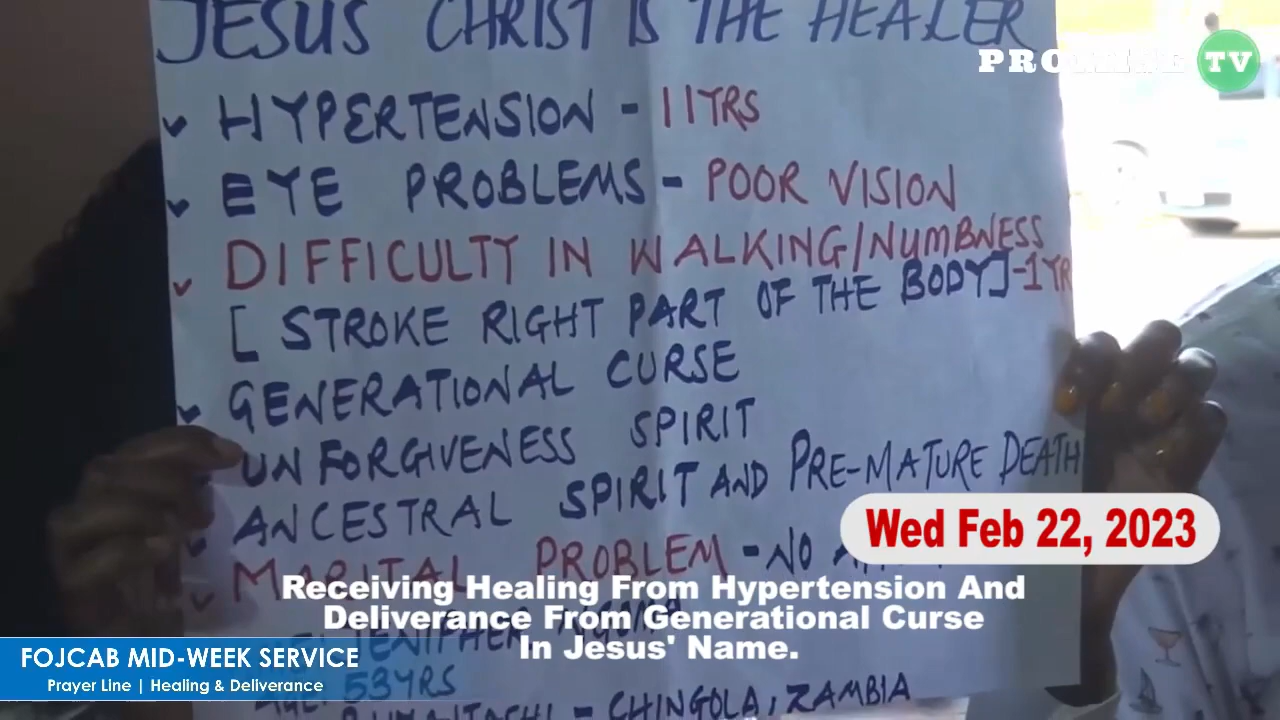 JESUS CHRIST IS THE HEALER
PROMISE TV
HYPERTENSION - 11YRS
EYE PROBLEMS - POOR VISION
DIFFICULTY IN WALKING/NUMBNESS
[ STROKE RIGHT PART OF THE BODY] -1YR
GENERATIONAL CURSE
UNFORGIVENESS SPIRIT
ANCESTRAL SPIRIT AND PRE-MATURE DEATH
MARITAL PROBLEM - NO
Wed Feb 22, 2023
Receiving Healing From Hypertension And
Deliverance From Generational Curse
In Jesus' Name.
FOJCAB MID-WEEK SERVICE
Prayer Line | Healing & Deliverance
53YRS
- CHINGOLA, ZAMBIA